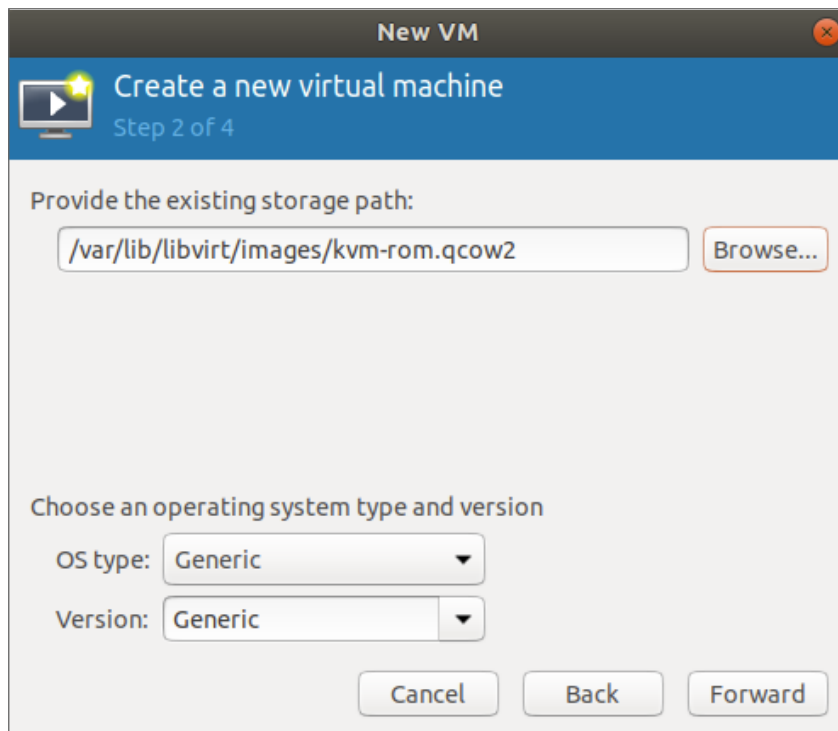 New VM
Create a new virtual machine
Step 2 of 4
Provide the existing storage path:
/var/lib/libvirt/images/kvm-rom.qcow2 Browse...
Choose an operating system type and version
OS type: Generic
Version: Generic
Cancel Back Forward